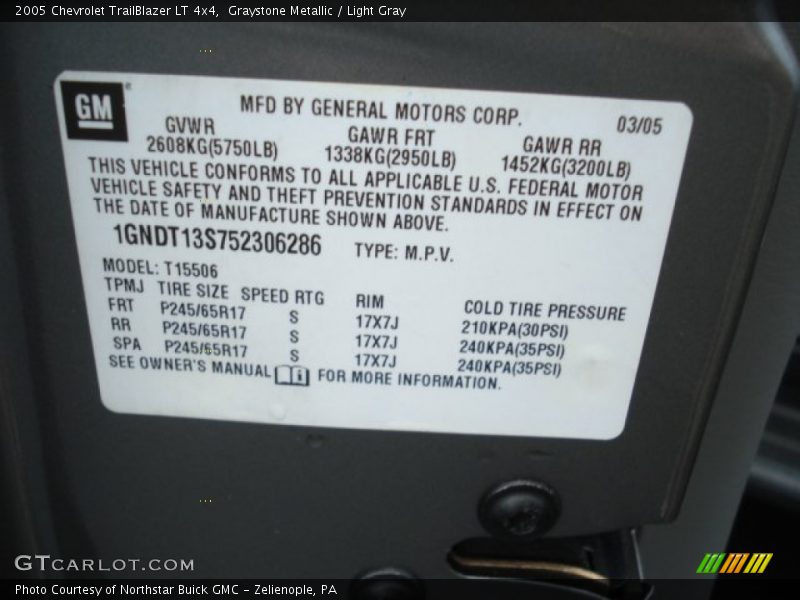 2005 Chevrolet TrailBlazer LT 4x4,  Graystone Metallic / Light Gray
GM
MFD BY GENERAL MOTORS CORP.
03/05
GVWR GAWR FRT GAWR RR
2608KG(5750LB) 1338KG(2950LB) 1452KG(3200LB)
THIS VEHICLE CONFORMS TO ALL APPLICABLE U.S. FEDERAL MOTOR
VEHICLE SAFETY AND THEFT PREVENTION STANDARDS IN EFFECT ON
THE DATE OF MANUFACTURE SHOWN ABOVE.
1GNDT13S752306286 TYPE: M.P.V.
MODEL: T15506
TPMJ TIRE SIZE SPEED RTG RIM COLD TIRE PRESSURE
FRT P245/65R17 S 17X7J 210KPA(30PSI)
RR P245/65R17 S 17X7J 240KPA(35PSI)
SPA P245/65R17 S 17X7J 240KPA(35PSI)
SEE OWNER'S MANUAL FOR MORE INFORMATION.
GTCARLOT.COM
Photo Courtesy of Northstar Buick GMC - Zelienople, PA